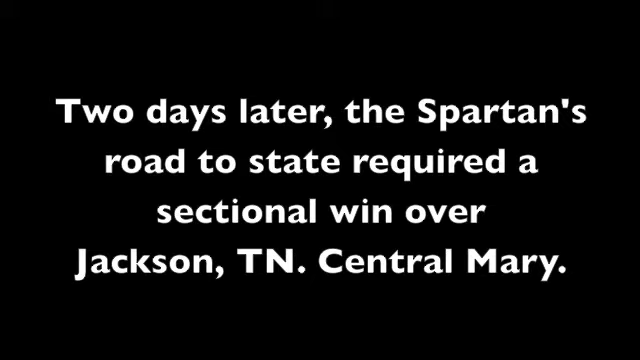 Two days later, the Spartan's
road to state required a
sectional win over
Jackson, TN. Central Mary.